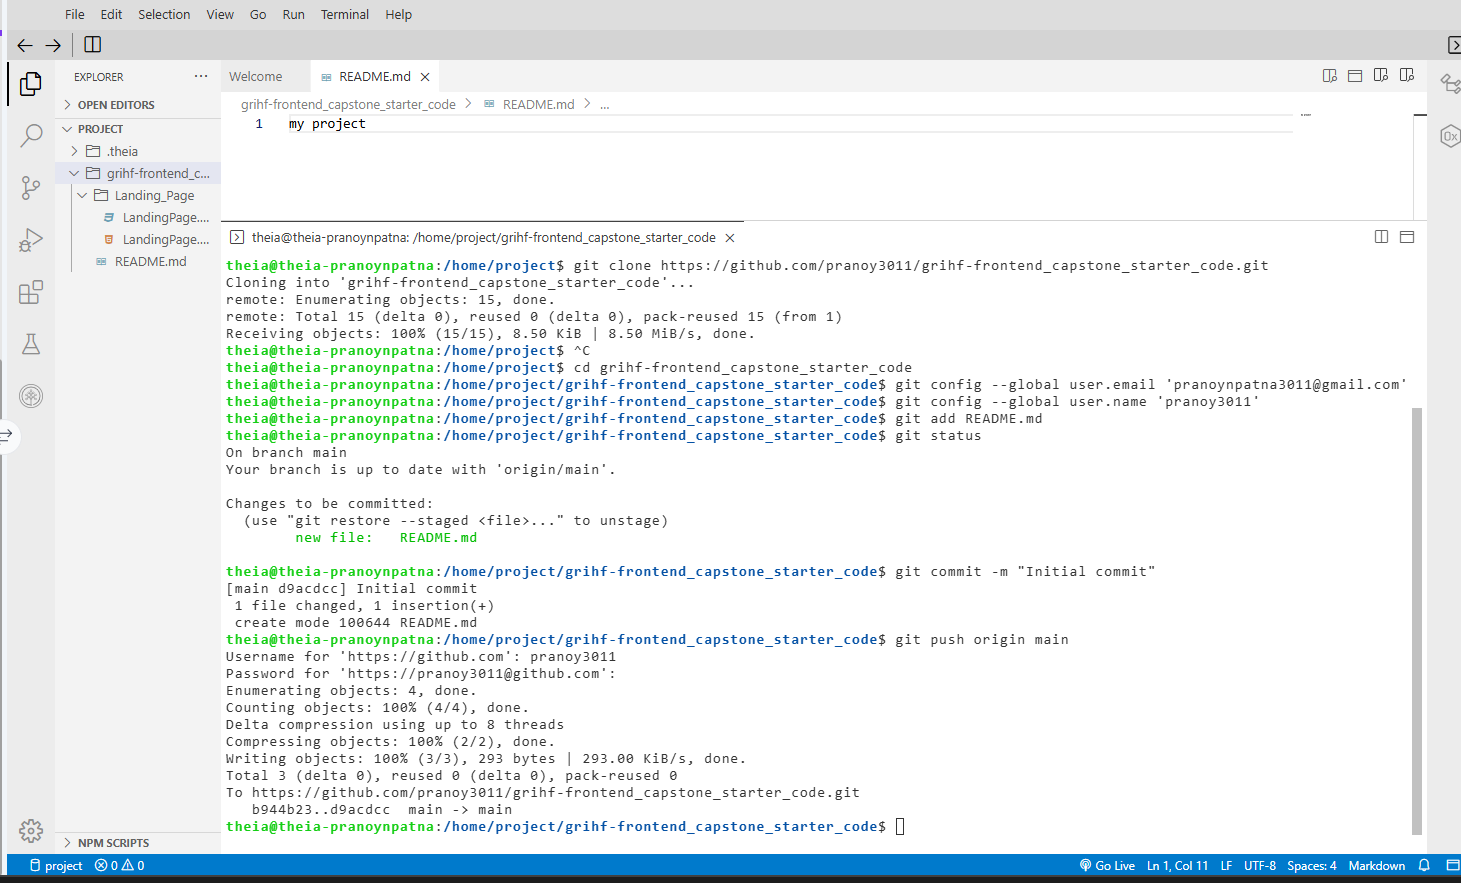 File Edit Selection View Go Run Terminal Help
EXPLORER ...
Welcome README.md
OPEN EDITORS
grihf-frontend_capstone_starter_code > README.md > ...
1 my project
PROJECT
.theia
grihf-frontend_c...
Landing_Page
LandingPage....
LandingPage....
README.md
theia@theia-pranoynpatna: /home/project/grihf-frontend_capstone_starter_code
theia@theia-pranoynpatna:/home/project$ git clone https://github.com/pranoy3011/grihf-frontend_capstone_starter_code.git
Cloning into 'grihf-frontend_capstone_starter_code'...
remote: Enumerating objects: 15, done.
remote: Total 15 (delta 0), reused 0 (delta 0), pack-reused 15 (from 1)
Receiving objects: 100% (15/15), 8.50 KiB | 8.50 MiB/s, done.
theia@theia-pranoynpatna:/home/project$ ^C
theia@theia-pranoynpatna:/home/project$ cd grihf-frontend_capstone_starter_code
theia@theia-pranoynpatna:/home/project/grihf-frontend_capstone_starter_code$ git config --global user.email 'pranoynpatna3011@gmail.com'
theia@theia-pranoynpatna:/home/project/grihf-frontend_capstone_starter_code$ git config --global user.name 'pranoy3011'
theia@theia-pranoynpatna:/home/project/grihf-frontend_capstone_starter_code$ git add README.md
theia@theia-pranoynpatna:/home/project/grihf-frontend_capstone_starter_code$ git status
On branch main
Your branch is up to date with 'origin/main'.
Changes to be committed:
(use "git restore --staged <file>..." to unstage)
new file: README.md
theia@theia-pranoynpatna:/home/project/grihf-frontend_capstone_starter_code$ git commit -m "Initial commit"
[main d9acdcc] Initial commit
1 file changed, 1 insertion(+)
create mode 100644 README.md
theia@theia-pranoynpatna:/home/project/grihf-frontend_capstone_starter_code$ git push origin main
Username for 'https://github.com': pranoy3011
Password for 'https://pranoy3011@github.com':
Enumerating objects: 4, done.
Counting objects: 100% (4/4), done.
Delta compression using up to 8 threads
Compressing objects: 100% (2/2), done.
Writing objects: 100% (3/3), 293 bytes | 293.00 KiB/s, done.
Total 3 (delta 0), reused 0 (delta 0), pack-reused 0
To https://github.com/pranoy3011/grihf-frontend_capstone_starter_code.git
b944b23..d9acdcc main -> main
theia@theia-pranoynpatna:/home/project/grihf-frontend_capstone_starter_code$
NPM SCRIPTS
project 0 0 Go Live Ln 1, Col 11 LF UTF-8 Spaces: 4 Markdown
0x